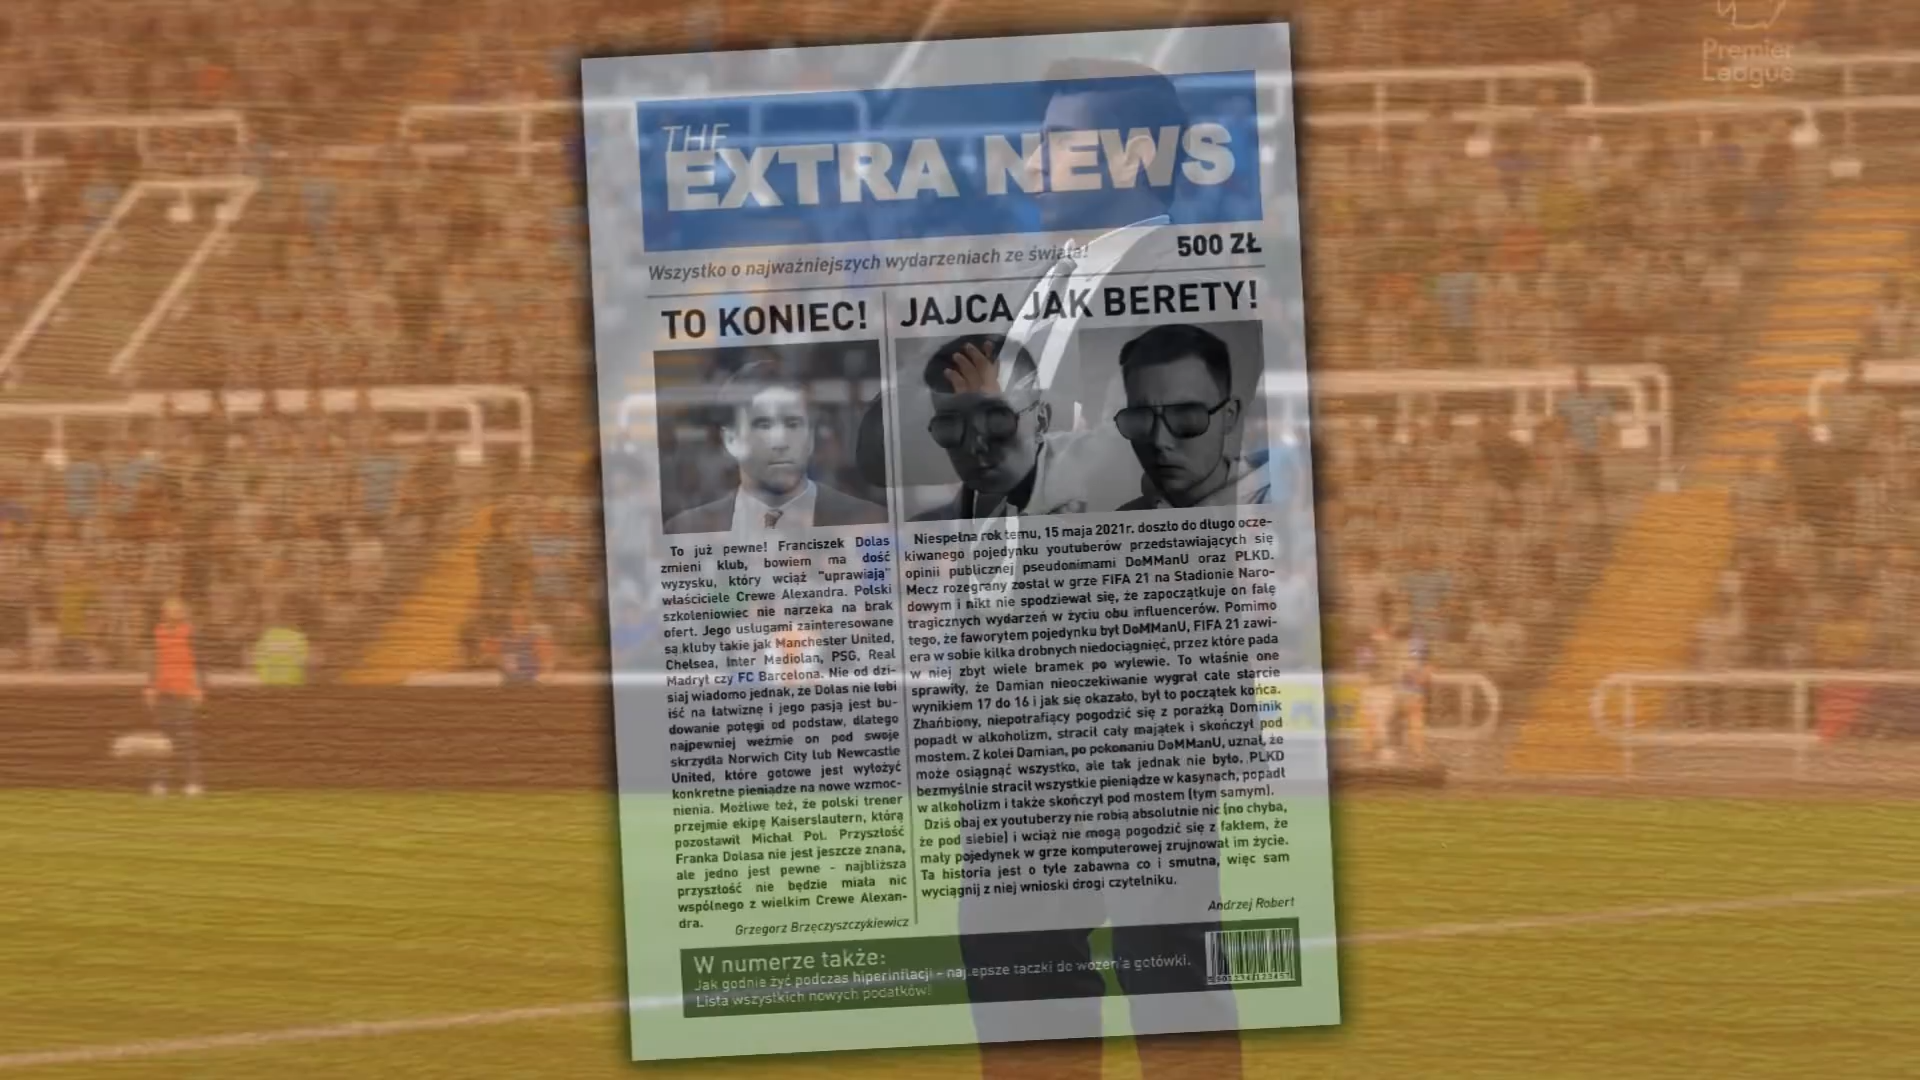 Premier
League
THE
EXTRA NEWS
Wszystko o najważniejszych wydarzeniach ze świata!
500 ZŁ
TO KONIEC!
To już pewne! Franciszek Dolas
zmieni klub, bowiem ma dość
wyzysku, który wciąż "uprawiają"
właściciele Crewe Alexandra. Polski
szkoleniowiec nie narzeka na brak
ofert. Jego usługami zainteresowane
są kluby takie jak Manchester United,
Chelsea, Inter Mediolan, PSG, Real
Madryt czy FC Barcelona. Nie od dzi-
siaj wiadomo jednak, że Dolas nie lubi
iść na łatwiznę i jego pasją jest bu-
dowanie potęgi od podstaw, dlatego
najpewniej weźmie on pod swoje
skrzydła Norwich City lub Newcastle
United, które gotowe jest wyłożyć
konkretne pieniądze na nowe wzmoc-
nienia. Możliwe też, że polski trener
przejmie ekipę Kaiserslautern, którą
pozostawił Michał Pol. Przyszłość
Franka Dolasa nie jest jeszcze znana,
ale jedno jest pewne - najbliższa
przyszłość nie będzie miała nic
wspólnego z wielkim Crewe Alexan-
dra.
Grzegorz Brzęczyszczykiewicz
JAJCA JAK BERETY!
Niespełna rok temu, 15 maja 2021r. doszło do długo ocze-
kiwanego pojedynku youtuberów przedstawiających się
opinii publicznej pseudonimami DoMManU oraz PLKD.
Mecz rozegrany został w grze FIFA 21 na Stadionie Naro-
dowym i nikt nie spodziewał się, że zapoczątkuje on falę
tragicznych wydarzeń w życiu obu influencerów. Pomimo
tego, że faworytem pojedynku był DoMManU, FIFA 21 zawi-
era w sobie kilka drobnych niedociągnięć, przez które pada
w niej zbyt wiele bramek po wylewie. To właśnie one
sprawiły, że Damian nieoczekiwanie wygrał całe starcie
wynikiem 17 do 16 i jak się okazało, był to początek końca.
Zhańbiony, niepotrafiący pogodzić się z porażką Dominik
popadł w alkoholizm, stracił cały majątek i skończył pod
mostem. Z kolei Damian, po pokonaniu DoMManU, uznał, że
może osiągnąć wszystko, ale tak jednak nie było. PLKD
bezmyślnie stracił wszystkie pieniądze w kasynach, popadł
w alkoholizm i także skończył pod mostem (tym samym).
Dziś obaj ex youtuberzy nie robią absolutnie nic (no chyba,
że pod siebie) i wciąż nie mogą pogodzić się z faktem, że
mały pojedynek w grze komputerowej zrujnował im życie.
Ta historia jest o tyle zabawna co i smutna, więc sam
wyciągnij z niej wnioski drogi czytelniku.
Andrzej Robert
W numerze także:
Jak godnie żyć podczas hiperinflacji - najlepsze taczki do wożenia gotówki.
Lista wszystkich nowych podatków!